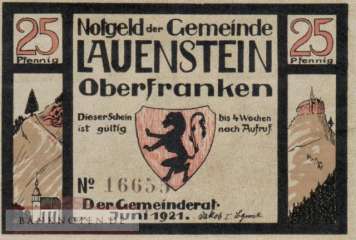 25 Notgeld der Gemeinde 25
Pfennig LAUENSTEIN Pfennig
Oberfranken
Dieser Schein bis 4 Wochen
ist gültig nach Aufruf
№ 16655
Der Gemeinderat.
Juni 1921.